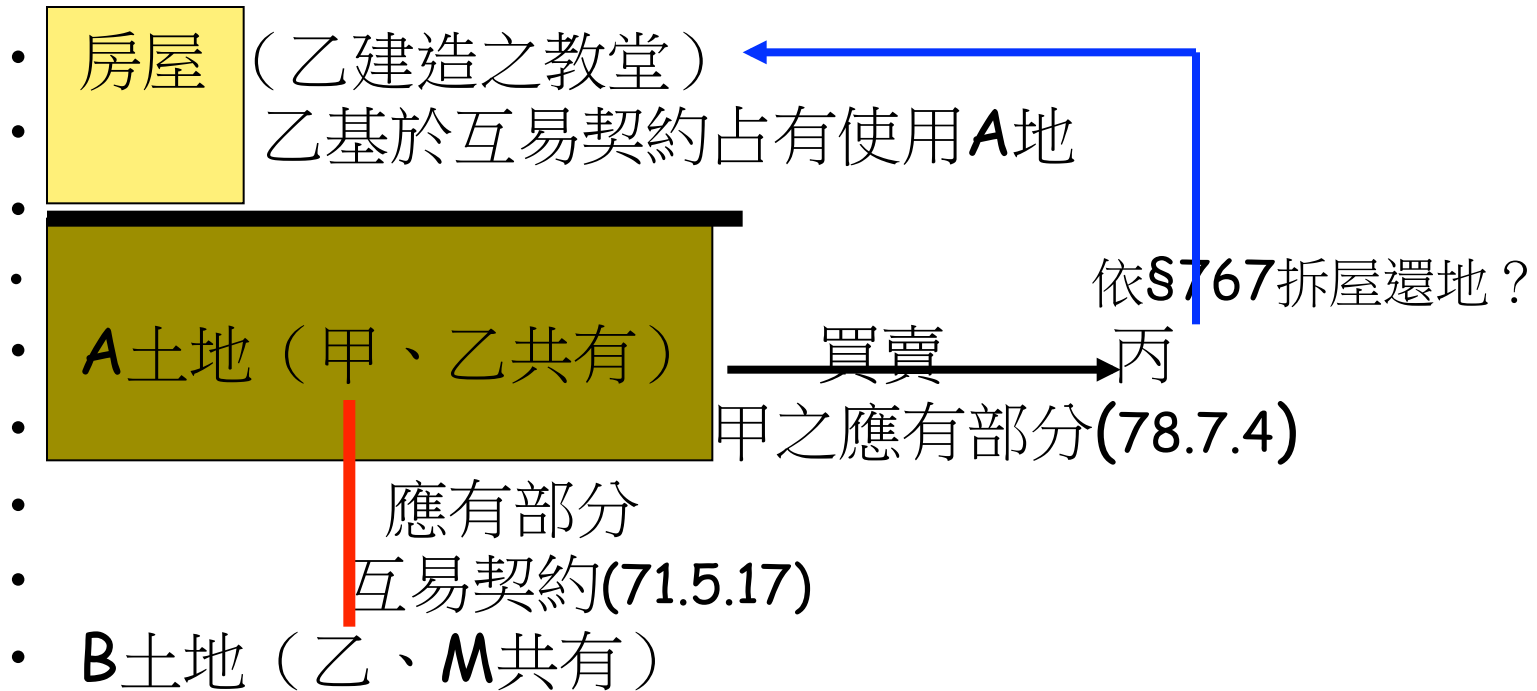 • 房屋（乙建造之教堂）
• 乙基於互易契約占有使用A地
•
• 依§767拆屋還地？
• A土地（甲、乙共有） 買賣 丙
• 甲之應有部分(78.7.4)
• 應有部分
• 互易契約(71.5.17)
• B土地（乙、M共有）